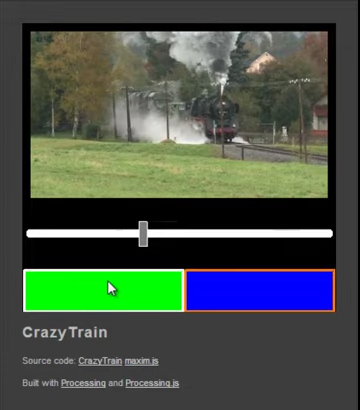 CrazyTrain
Source code: CrazyTrain maxim.js
Built with Processing and Processing.js